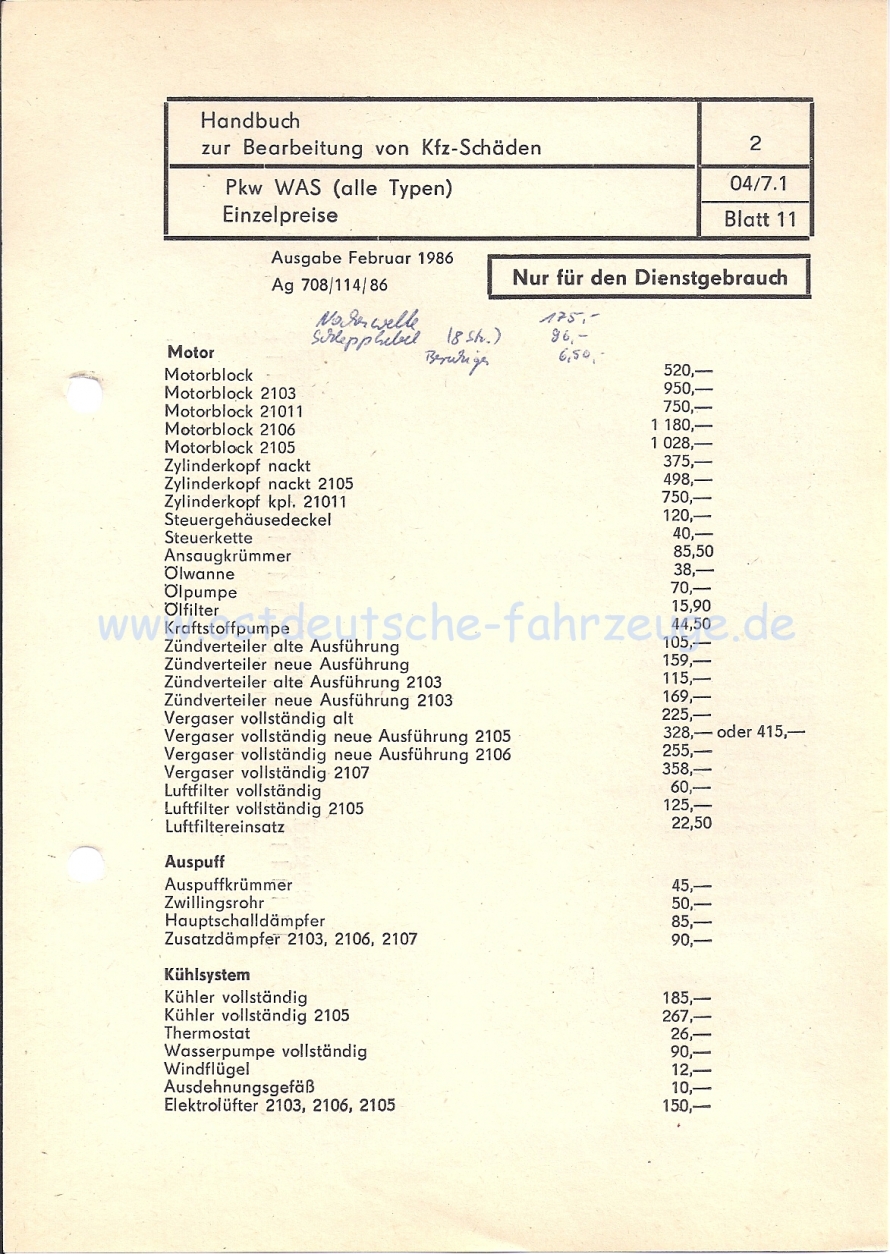 Handbuch
zur Bearbeitung von Kfz-Schäden
2
Pkw WAS (alle Typen)
Einzelpreise
04/7.1
Blatt 11
Ausgabe Februar 1986
Ag 708/114/86
Nur für den Dienstgebrauch
Nockenwelle 175,-
Schlepphebel (8 Stk.) 96,-
6,50,-
Motor
Motorblock 520,—
Motorblock 2103 950,—
Motorblock 21011 750,—
Motorblock 2106 1 180,—
Motorblock 2105 1 028,—
Zylinderkopf nackt 375,—
Zylinderkopf nackt 2105 498,—
Zylinderkopf kpl. 21011 750,—
Steuergehäusedeckel 120,—
Steuerkette 40,—
Ansaugkrümmer 85,50
Ölwanne 38,—
Ölpumpe 70,—
Ölfilter 15,90
www.ostdeutsche-fahrzeuge.de
Kraftstoffpumpe 44,50
Zündverteiler alte Ausführung 105,—
Zündverteiler neue Ausführung 159,—
Zündverteiler alte Ausführung 2103 115,—
Zündverteiler neue Ausführung 2103 169,—
Vergaser vollständig alt 225,—
Vergaser vollständig neue Ausführung 2105 328,— oder 415,—
Vergaser vollständig neue Ausführung 2106 255,—
Vergaser vollständig 2107 358,—
Luftfilter vollständig 60,—
Luftfilter vollständig 2105 125,—
Luftfiltereinsatz 22,50
Auspuff
Auspuffkrümmer 45,—
Zwillingsrohr 50,—
Hauptschalldämpfer 85,—
Zusatzdämpfer 2103, 2106, 2107 90,—
Kühlsystem
Kühler vollständig 185,—
Kühler vollständig 2105 267,—
Thermostat 26,—
Wasserpumpe vollständig 90,—
Windflügel 12,—
Ausdehnungsgefäß 10,—
Elektrolüfter 2103, 2106, 2105 150,—